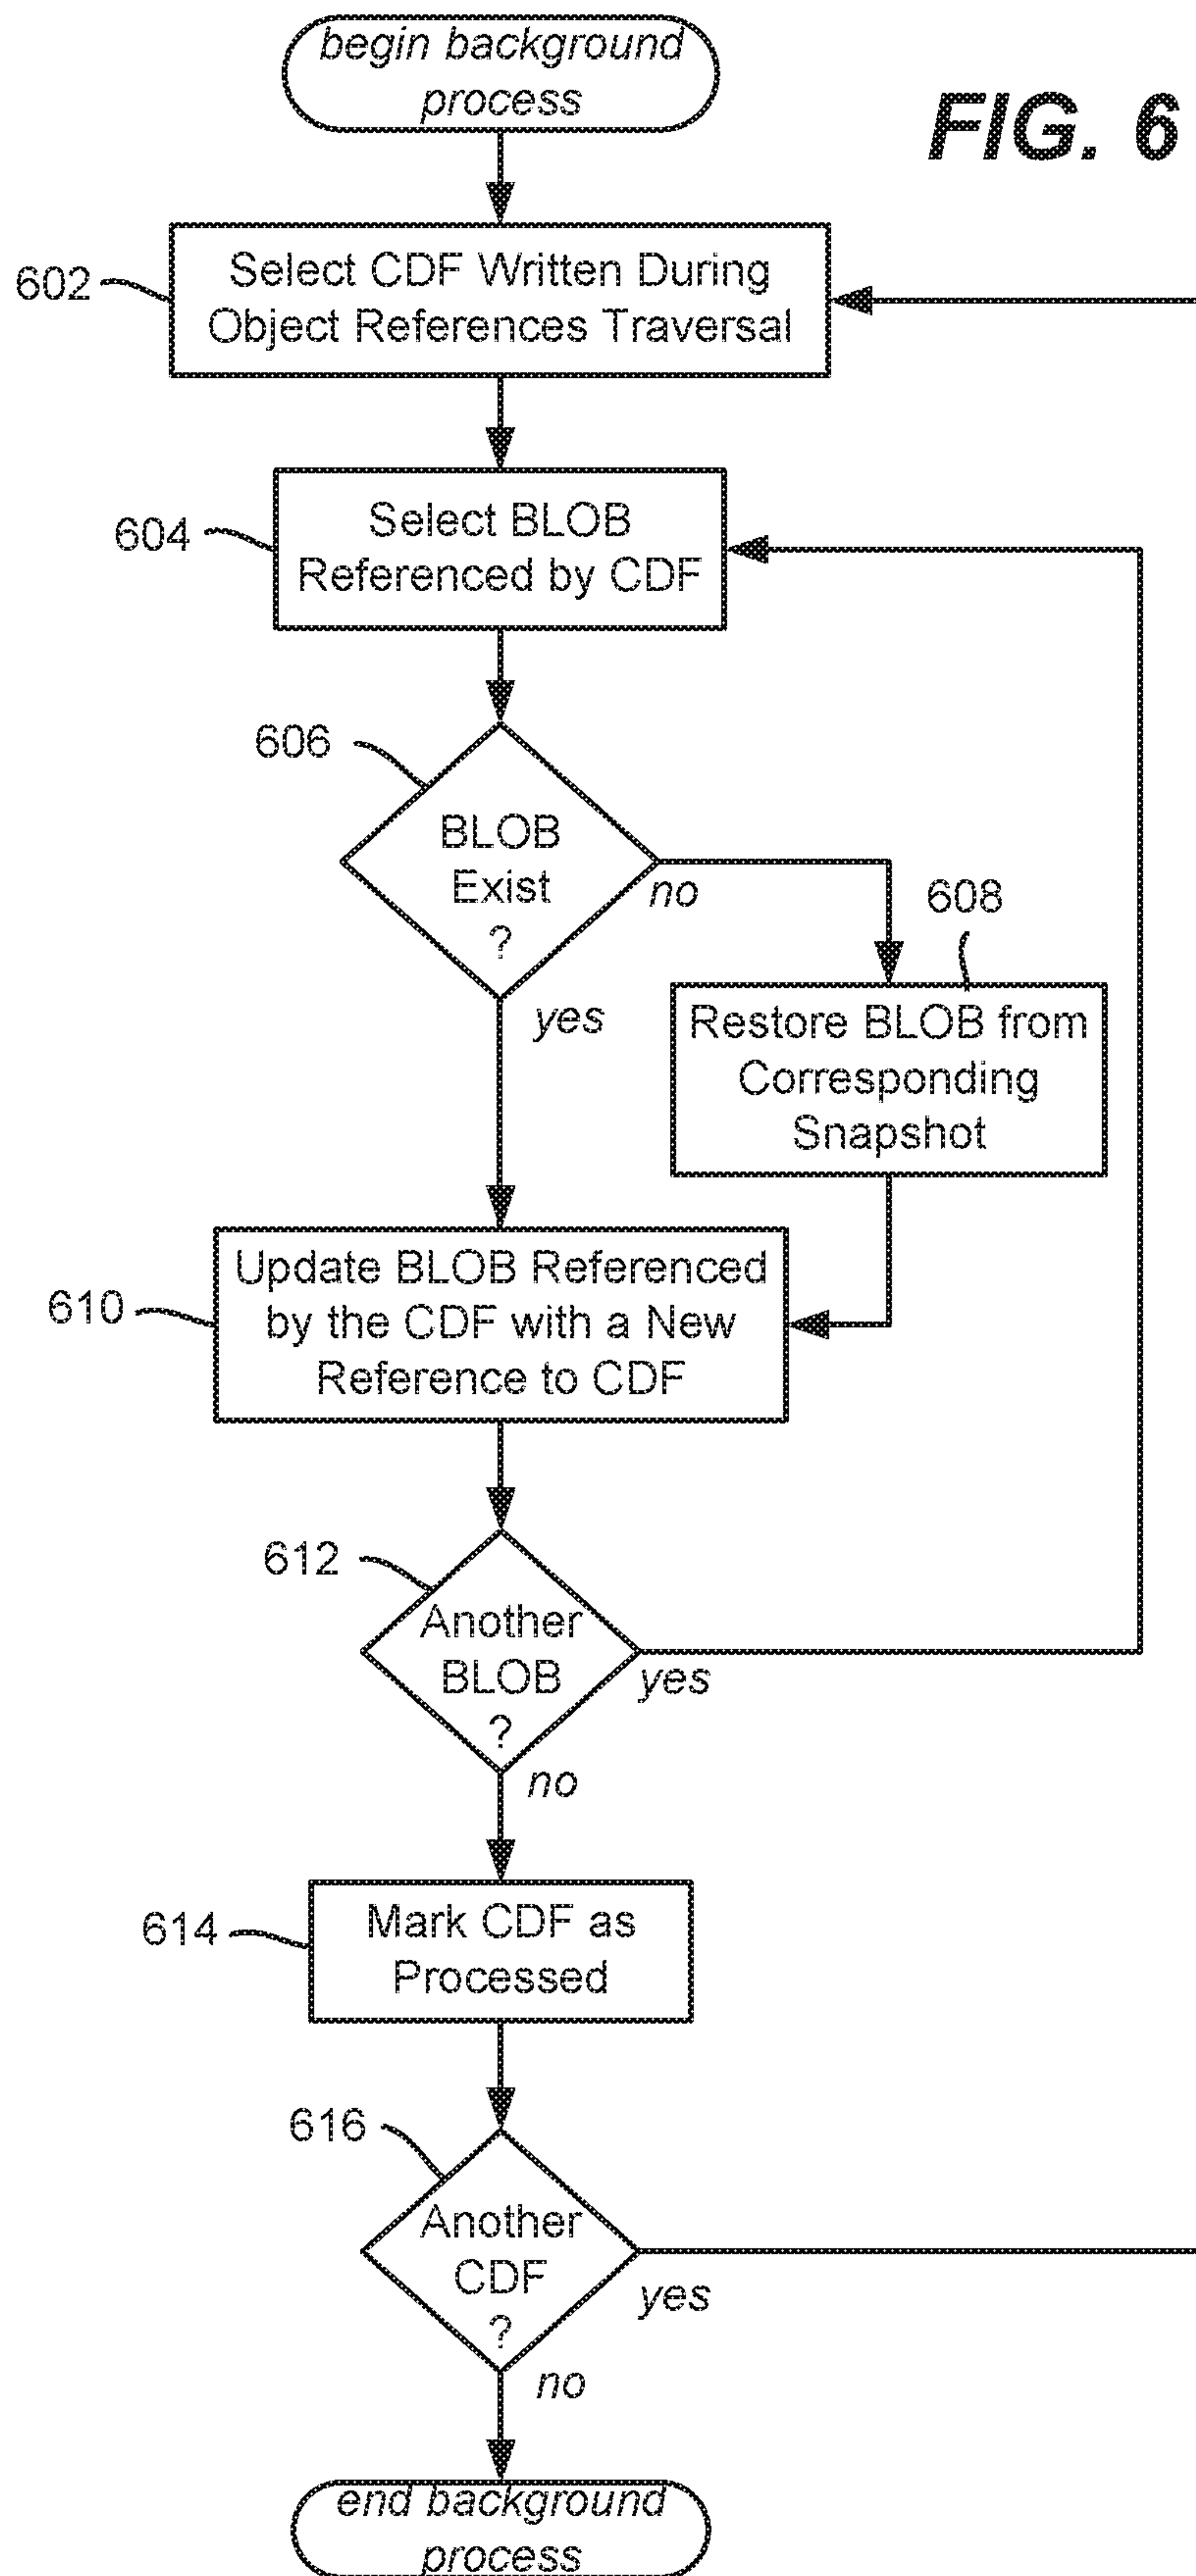 begin background
process
FIG. 6
602
Select CDF Written During
Object References Traversal
604
Select BLOB
Referenced by CDF
606
BLOB
Exist
?
no
yes
608
Restore BLOB from
Corresponding
Snapshot
610
Update BLOB Referenced
by the CDF with a New
Reference to CDF
612
Another
BLOB
?
yes
no
614
Mark CDF as
Processed
616
Another
CDF
?
yes
no
end background
process